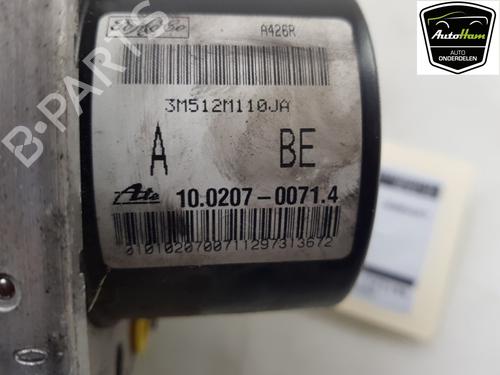 A426R
3M512M110JA
A BE
Ate 10.0207-0071.4
010102070071129731367​2
AutoHam
AUTO
ONDERDELEN
B-PARTS